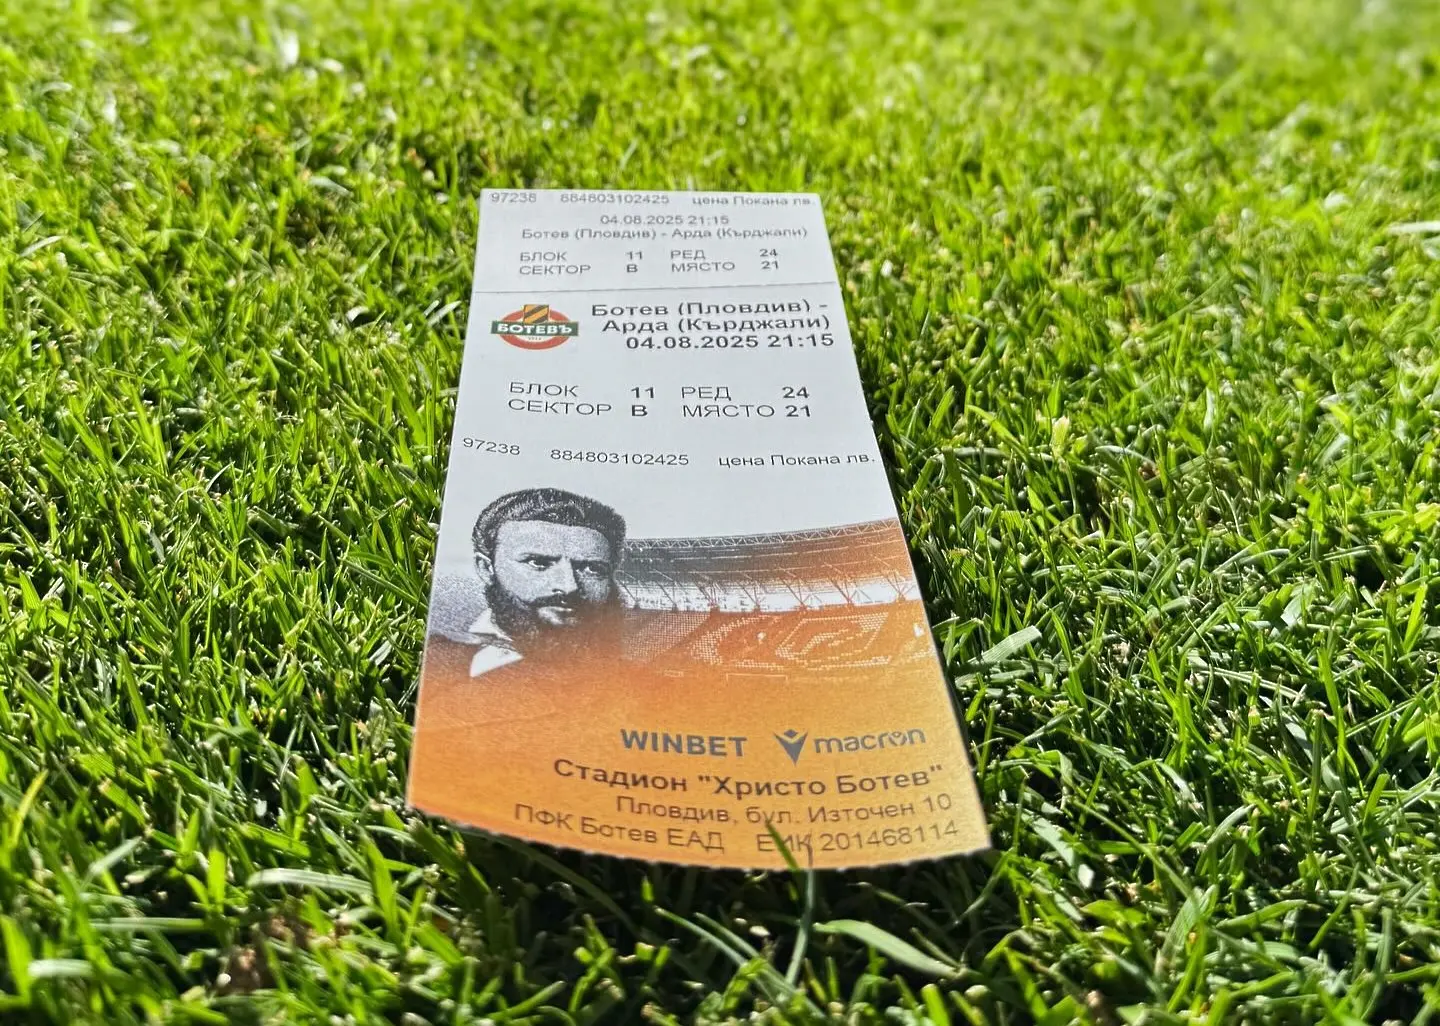 97238 884803102425 цена Покана лв.
04.08.2025 21:15
Ботев (Пловдив) - Арда (Кърджали)
БЛОК 11 РЕД 24
СЕКТОР В МЯСТО 21
БОТЕВЪ
Ботев (Пловдив) -
Арда (Кърджали)
04.08.2025 21:15
БЛОК 11 РЕД 24
СЕКТОР В МЯСТО 21
97238 884803102425 цена Покана лв.
WINBET macron
Стадион "Христо Ботев"
Пловдив, бул. Източен 10
ПФК Ботев ЕАД ЕИК 201468114